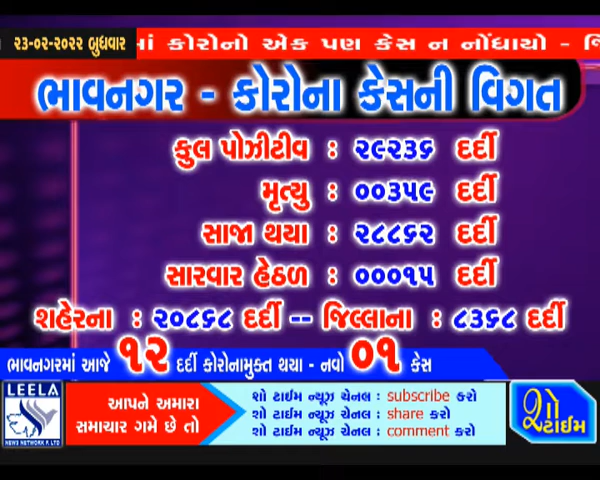 ૨૩-૦૨-૨૦૨૨ બુધવાર માં કોરોનો એક પણ કેસ ન નોંધાયો -
ભાવનગર - કોરોના કેસની વિગત
કુલ પોઝીટીવ : ૨૯૨૩૬ દર્દી
મૃત્યુ : ૦૦૩૫૯ દર્દી
સાજા થયા : ૨૮૮૬૨ દર્દી
સારવાર હેઠળ : ૦૦૦૧૫ દર્દી
શહેરના : ૨૦૮૬૮ દર્દી -- જિલ્લાના : ૮૩૬૮ દર્દી
ભાવનગરમાં આજે ૧૨ દર્દી કોરોનામુક્ત થયા - નવો ૦૧ કેસ
LEELA
NEWS NETWORK P. LTD
આપને અમારા
સમાચાર ગમે છે તો
શો ટાઈમ ન્યૂઝ ચેનલ : subscribe કરો
શો ટાઈમ ન્યૂઝ ચેનલ : share કરો
શો ટાઈમ ન્યૂઝ ચેનલ : comment કરો
શો
ટાઈમ